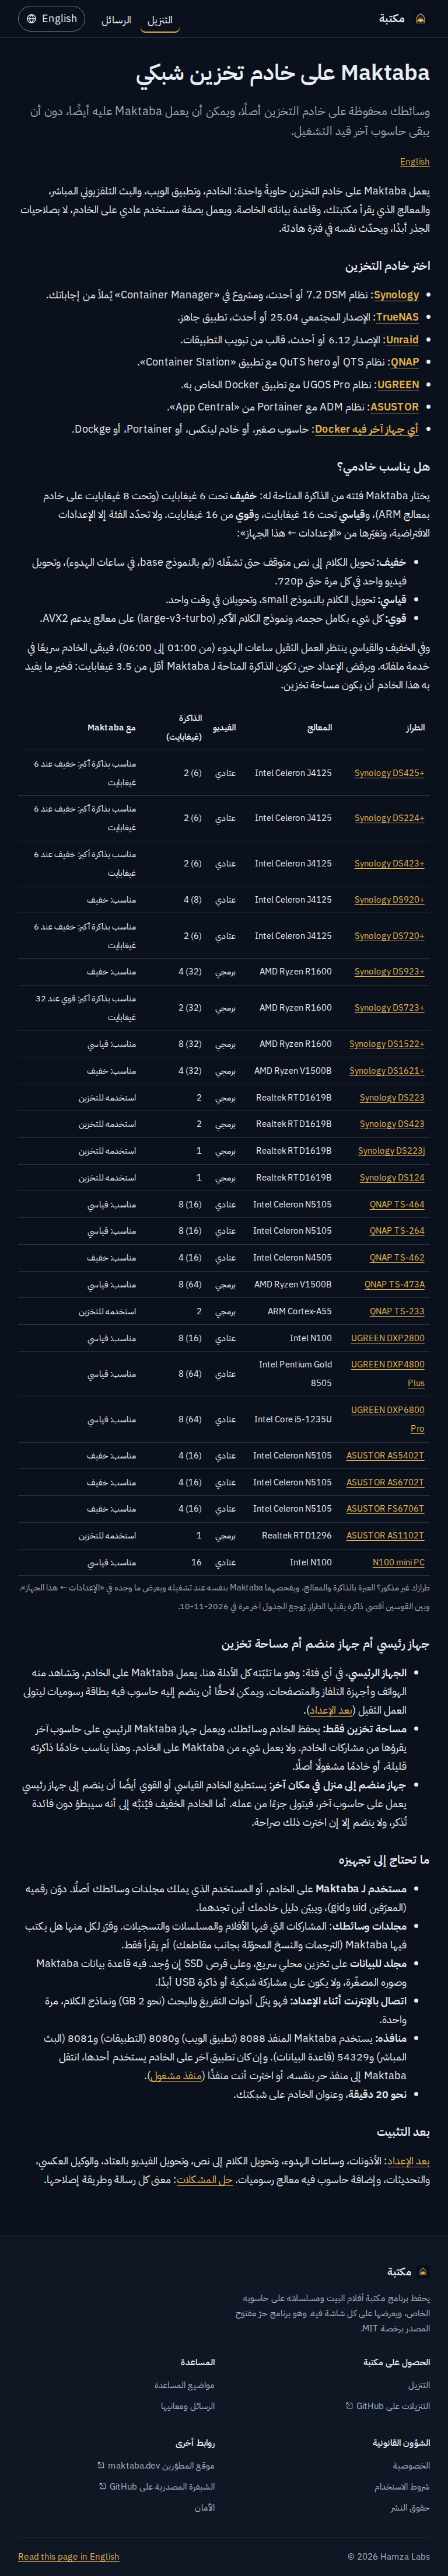 مكتبة
التنزيل
الرسائل
English
Maktaba على خادم تخزين شبكي
وسائطك محفوظة على خادم التخزين أصلًا، ويمكن أن يعمل Maktaba عليه أيضًا، دون أن
يبقى حاسوب آخر قيد التشغيل.
English
يعمل Maktaba على خادم التخزين حاويةً واحدة: الخادم، وتطبيق الويب، والبث التلفزيوني المباشر،
والمعالج الذي يقرأ مكتبتك، وقاعدة بياناته الخاصة. ويعمل بصفة مستخدم عادي على الخادم، لا بصلاحيات
الجذر أبدًا، ويحدّث نفسه في فترة هادئة.
اختر خادم التخزين
Synology: نظام DSM 7.2 أو أحدث، ومشروع في «Container Manager» يُملأ من إجاباتك.
TrueNAS: الإصدار المجتمعي 25.04 أو أحدث، تطبيق جاهز.
Unraid: الإصدار 6.12 أو أحدث، قالب من تبويب التطبيقات.
QNAP: نظام QTS أو QuTS hero مع تطبيق «Container Station».
UGREEN: نظام UGOS Pro مع تطبيق Docker الخاص به.
ASUSTOR: نظام ADM مع Portainer من «App Central».
أي جهاز آخر فيه Docker: حاسوب صغير، أو خادم لينكس، أو Portainer، أو Dockge.
هل يناسب خادمي؟
يختار Maktaba فئته من الذاكرة المتاحة له: خفيف تحت 6 غيغابايت (وتحت 8 غيغابايت على خادم
بمعالج ARM)، وقياسي تحت 16 غيغابايت، وقوي من 16 غيغابايت. ولا تحدّد الفئة إلا الإعدادات
الافتراضية، وتغيّرها من «الإعدادات ← هذا الجهاز»:
خفيف: تحويل الكلام إلى نص متوقف حتى تشغّله (ثم بالنموذج base، في ساعات الهدوء)، وتحويل
فيديو واحد في كل مرة حتى 720p.
قياسي: تحويل الكلام بالنموذج small، وتحويلان في وقت واحد.
قوي: كل شيء بكامل حجمه، ونموذج الكلام الأكبر (large-v3-turbo) على معالج يدعم AVX2.
وفي الخفيف والقياسي ينتظر العمل الثقيل ساعات الهدوء (من 01:00 إلى 06:00)، فيبقى الخادم سريعًا في
خدمة ملفاته. ويرفض الإعداد حين تكون الذاكرة المتاحة لـ Maktaba أقل من 3.5 غيغابايت: فخير ما يفيد
به هذا الخادم أن يكون مساحة تخزين.
الطراز | المعالج | الفيديو | الذاكرة (غيغابايت) | مع Maktaba
Synology DS425+ | Intel Celeron J4125 | عتادي | 2 (6) | مناسب بذاكرة أكبر: خفيف عند 6 غيغابايت
Synology DS224+ | Intel Celeron J4125 | عتادي | 2 (6) | مناسب بذاكرة أكبر: خفيف عند 6 غيغابايت
Synology DS423+ | Intel Celeron J4125 | عتادي | 2 (6) | مناسب بذاكرة أكبر: خفيف عند 6 غيغابايت
Synology DS920+ | Intel Celeron J4125 | عتادي | 4 (8) | مناسب: خفيف
Synology DS720+ | Intel Celeron J4125 | عتادي | 2 (6) | مناسب بذاكرة أكبر: خفيف عند 6 غيغابايت
Synology DS923+ | AMD Ryzen R1600 | برمجي | 4 (32) | مناسب: خفيف
Synology DS723+ | AMD Ryzen R1600 | برمجي | 2 (32) | مناسب بذاكرة أكبر: قوي عند 32 غيغابايت
Synology DS1522+ | AMD Ryzen R1600 | برمجي | 8 (32) | مناسب: قياسي
Synology DS1621+ | AMD Ryzen V1500B | برمجي | 4 (32) | مناسب: خفيف
Synology DS223 | Realtek RTD1619B | برمجي | 2 | استخدمه للتخزين
Synology DS423 | Realtek RTD1619B | برمجي | 2 | استخدمه للتخزين
Synology DS223j | Realtek RTD1619B | برمجي | 1 | استخدمه للتخزين
Synology DS124 | Realtek RTD1619B | برمجي | 1 | استخدمه للتخزين
QNAP TS-464 | Intel Celeron N5105 | عتادي | 8 (16) | مناسب: قياسي
QNAP TS-264 | Intel Celeron N5105 | عتادي | 8 (16) | مناسب: قياسي
QNAP TS-462 | Intel Celeron N4505 | عتادي | 4 (16) | مناسب: خفيف
QNAP TS-473A | AMD Ryzen V1500B | برمجي | 8 (64) | مناسب: قياسي
QNAP TS-233 | ARM Cortex-A55 | برمجي | 2 | استخدمه للتخزين
UGREEN DXP2800 | Intel N100 | عتادي | 8 (16) | مناسب: قياسي
UGREEN DXP4800 Plus | Intel Pentium Gold 8505 | عتادي | 8 (64) | مناسب: قياسي
UGREEN DXP6800 Pro | Intel Core i5-1235U | عتادي | 8 (64) | مناسب: قياسي
ASUSTOR AS5402T | Intel Celeron N5105 | عتادي | 4 (16) | مناسب: خفيف
ASUSTOR AS6702T | Intel Celeron N5105 | عتادي | 4 (16) | مناسب: خفيف
ASUSTOR FS6706T | Intel Celeron N5105 | عتادي | 4 (16) | مناسب: خفيف
ASUSTOR AS1102T | Realtek RTD1296 | برمجي | 1 | استخدمه للتخزين
N100 mini PC | Intel N100 | عتادي | 16 | مناسب: قياسي
طرازك غير مذكور؟ العبرة بالذاكرة والمعالج، ويفحصهما Maktaba بنفسه عند تشغيله ويعرض ما وجده في «الإعدادات ← هذا الجهاز».
وبين القوسين أقصى ذاكرة يقبلها الطراز. رُوجع الجدول آخر مرة في 2026-11-10.
جهاز رئيسي أم جهاز منضم أم مساحة تخزين
الجهاز الرئيسي، في أي فئة: وهو ما تثبّته كل الأدلة هنا. يعمل Maktaba على الخادم، وتشاهد منه
الهواتف وأجهزة التلفاز والمتصفحات. ويمكن لاحقًا أن ينضم إليه حاسوب فيه بطاقة رسوميات ليتولى
العمل الثقيل (بعد الإعداد).
مساحة تخزين فقط: يحفظ الخادم وسائطك، ويعمل جهاز Maktaba الرئيسي على حاسوب آخر
يقرؤها من مشاركات الخادم. ولا يعمل شيء من Maktaba على الخادم. وهذا يناسب خادمًا ذاكرته
قليلة، أو خادمًا مشغولًا أصلًا.
جهاز منضم إلى منزل في مكان آخر: يستطيع الخادم القياسي أو القوي أيضًا أن ينضم إلى جهاز رئيسي
يعمل على حاسوب آخر، فيتولى جزءًا من عمله. أما الخادم الخفيف فيُنبَّه إلى أنه سيبطؤ دون فائدة
تُذكر، ولا ينضم إلا إن اخترت ذلك صراحة.
ما تحتاج إلى تجهيزه
مستخدم لـ Maktaba على الخادم، أو المستخدم الذي يملك مجلدات وسائطك أصلًا. دوّن رقميه
(المعرّفين uid وgid)، ويبيّن دليل خادمك أين تجدهما.
مجلدات وسائطك: المشاركات التي فيها الأفلام والمسلسلات والتسجيلات. وقرّر لكل منها هل يكتب
فيها Maktaba (الترجمات والنسخ المحوّلة بجانب مقاطعك) أم يقرأ فقط.
مجلد للبيانات على تخزين محلي سريع، وعلى قرص SSD إن وُجد. فيه قاعدة بيانات Maktaba
وصوره المصغّرة، ولا يكون على مشاركة شبكية أو ذاكرة USB أبدًا.
اتصال بالإنترنت أثناء الإعداد: فهو ينزّل أدوات التفريغ والبحث (نحو 2 GB) ونماذج الكلام، مرة
واحدة.
منافذه: يستخدم Maktaba المنفذ 8088 (تطبيق الويب) و8080 (التطبيقات) و8081 (البث
المباشر) و54329 (قاعدة البيانات). وإن كان تطبيق آخر على الخادم يستخدم أحدها، انتقل
Maktaba إلى منفذ حر بنفسه، أو اخترت أنت منفذًا (منفذ مشغول).
نحو 20 دقيقة، وعنوان الخادم على شبكتك.
بعد التثبيت
بعد الإعداد: الأذونات، وساعات الهدوء، وتحويل الكلام إلى نص، وتحويل الفيديو بالعتاد، والوكيل العكسي،
والتحديثات، وإضافة حاسوب فيه معالج رسوميات. حل المشكلات: معنى كل رسالة وطريقة إصلاحها.
مكتبة
يحفظ برنامج مكتبة أفلام البيت ومسلسلاته على حاسوبه
الخاص، ويعرضها على كل شاشة فيه. وهو برنامج حرّ مفتوح
المصدر برخصة MIT.
الحصول على مكتبة
التنزيل
التنزيلات على GitHub
المساعدة
مواضيع المساعدة
الرسائل ومعانيها
الشؤون القانونية
الخصوصية
شروط الاستخدام
حقوق النشر
روابط أخرى
موقع المطوّرين maktaba.dev
الشيفرة المصدرية على GitHub
الأمان
© 2026 Hamza Labs
Read this page in English